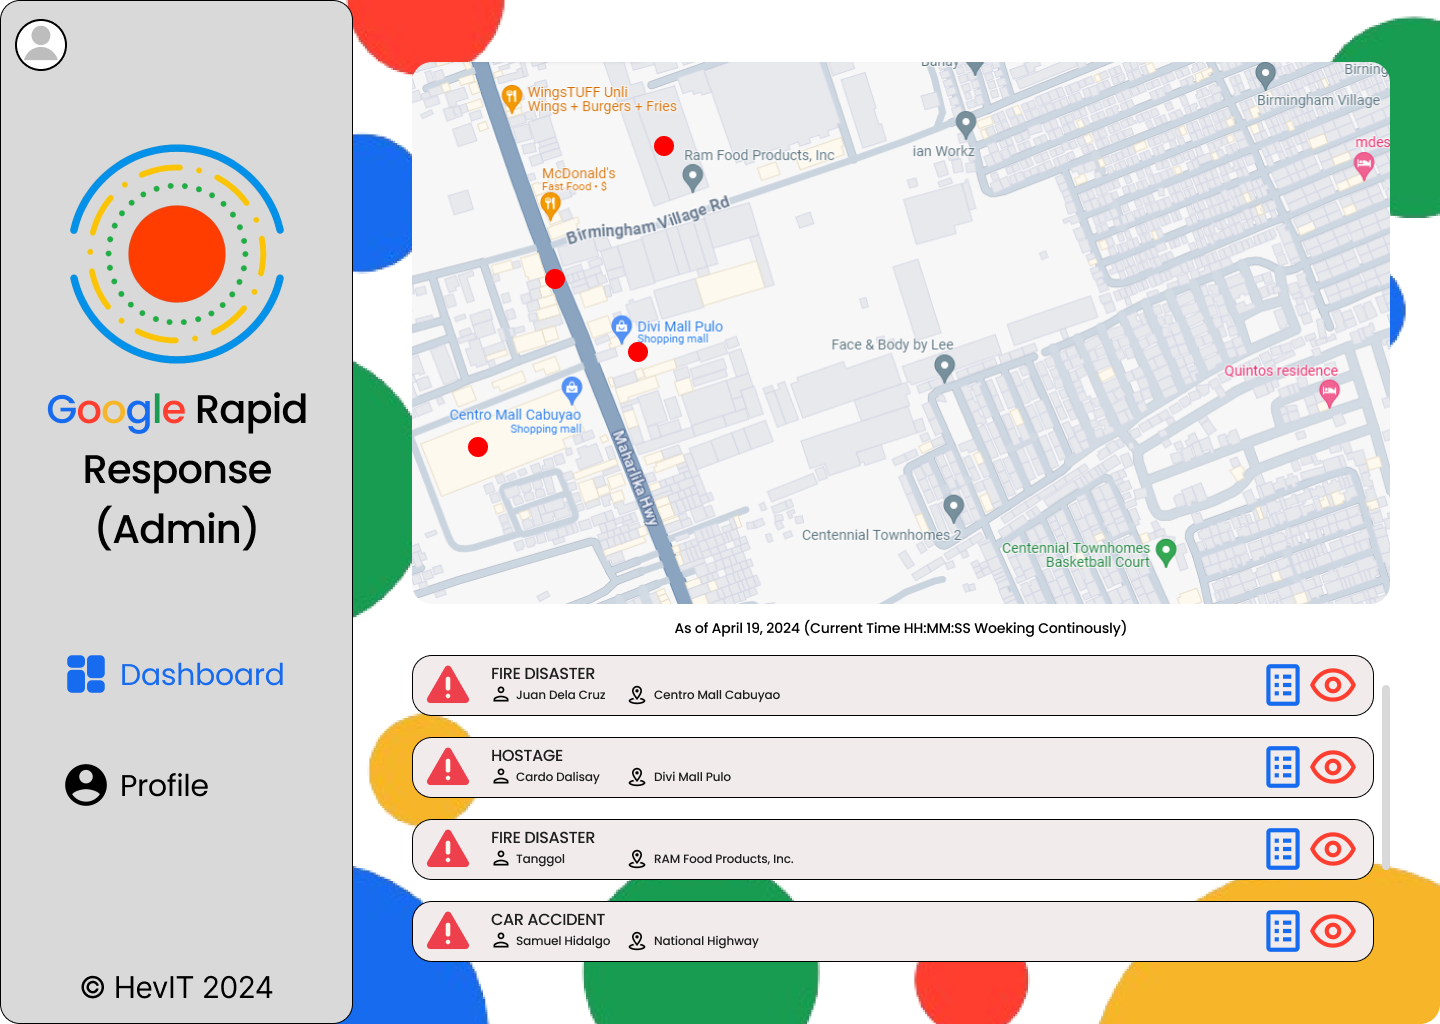 Google Rapid
Response
(Admin)
Dashboard
Profile
© HevIT 2024
WingsTUFF Unli
Wings + Burgers + Fries
Ram Food Products, Inc
McDonald's
Fast Food • $
Birmingham Village Rd
ian Workz
Birmingham Village
mdes
Divi Mall Pulo
Shopping mall
Face & Body by Lee
Quintos residence
Centro Mall Cabuyao
Shopping mall
Maharlika Hwy
Centennial Townhomes 2
Centennial Townhomes
Basketball Court
As of April 19, 2024 (Current Time HH:MM:SS Woeking Continously)
FIRE DISASTER
Juan Dela Cruz Centro Mall Cabuyao
HOSTAGE
Cardo Dalisay Divi Mall Pulo
FIRE DISASTER
Tanggol RAM Food Products, Inc.
CAR ACCIDENT
Samuel Hidalgo National Highway